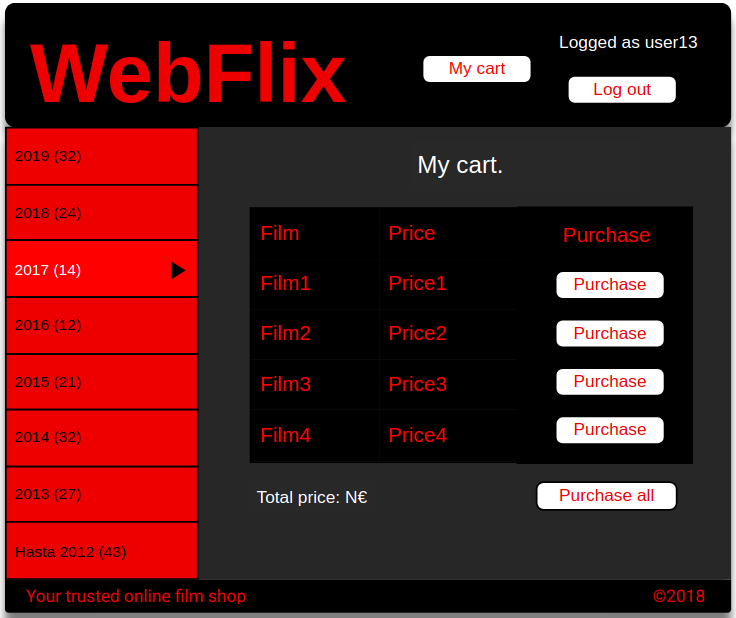 WebFlix
My cart
Logged as user13
Log out
2019 (32)
2018 (24)
2017 (14)
2016 (12)
2015 (21)
2014 (32)
2013 (27)
Hasta 2012 (43)
My cart.
Film Price Purchase
Film1 Price1 Purchase
Film2 Price2 Purchase
Film3 Price3 Purchase
Film4 Price4 Purchase
Total price: N€ Purchase all
Your trusted online film shop ©2018